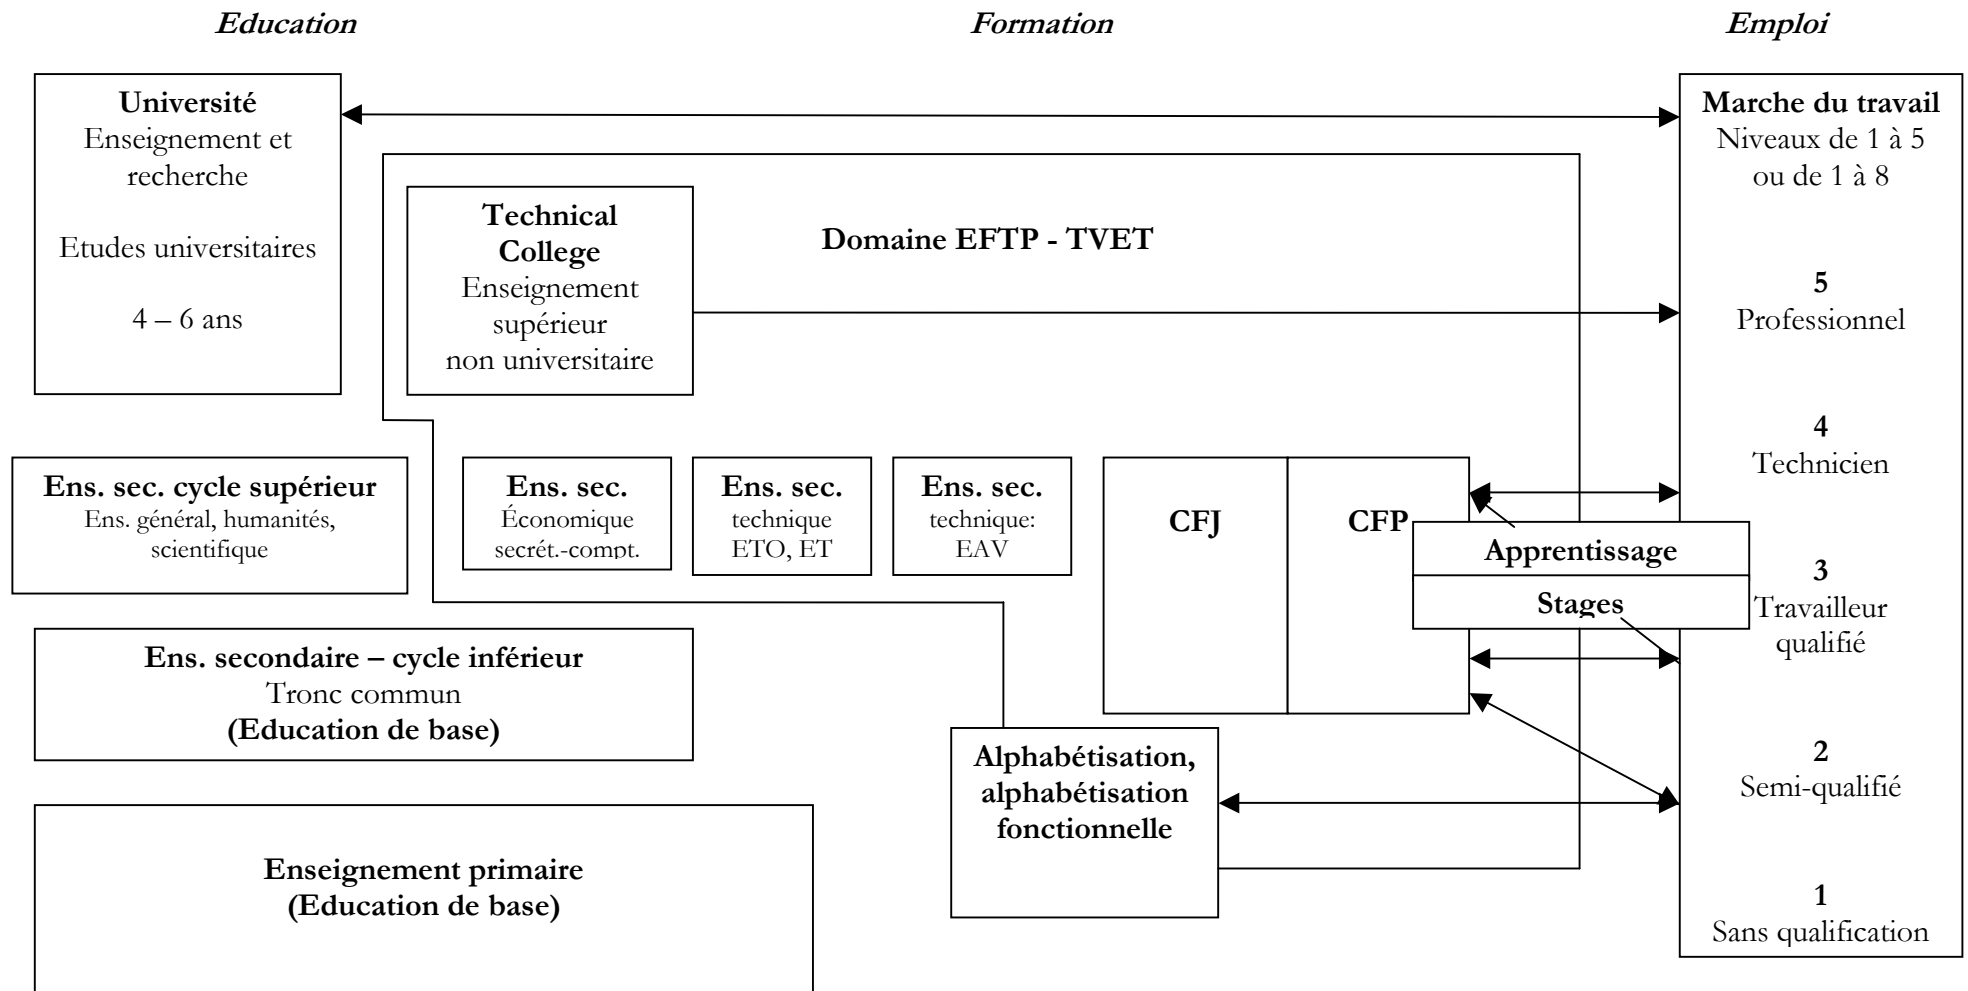 Education
Formation
Emploi
Université
Enseignement et
recherche
Etudes universitaires
4 – 6 ans
Technical
College
Enseignement
supérieur
non universitaire
Domaine EFTP - TVET
Marche du travail
Niveaux de 1 à 5
ou de 1 à 8
5
Professionnel
4
Technicien
3
Travailleur
qualifié
2
Semi-qualifié
1
Sans qualification
Ens. sec. cycle supérieur
Ens. général, humanités,
scientifique
Ens. sec.
Économique
secrét.-compt.
Ens. sec.
technique
ETO, ET
Ens. sec.
technique:
EAV
CFJ
CFP
Apprentissage
Stages
Ens. secondaire – cycle inférieur
Tronc commun
(Education de base)
Alphabétisation,
alphabétisation
fonctionnelle
Enseignement primaire
(Education de base)